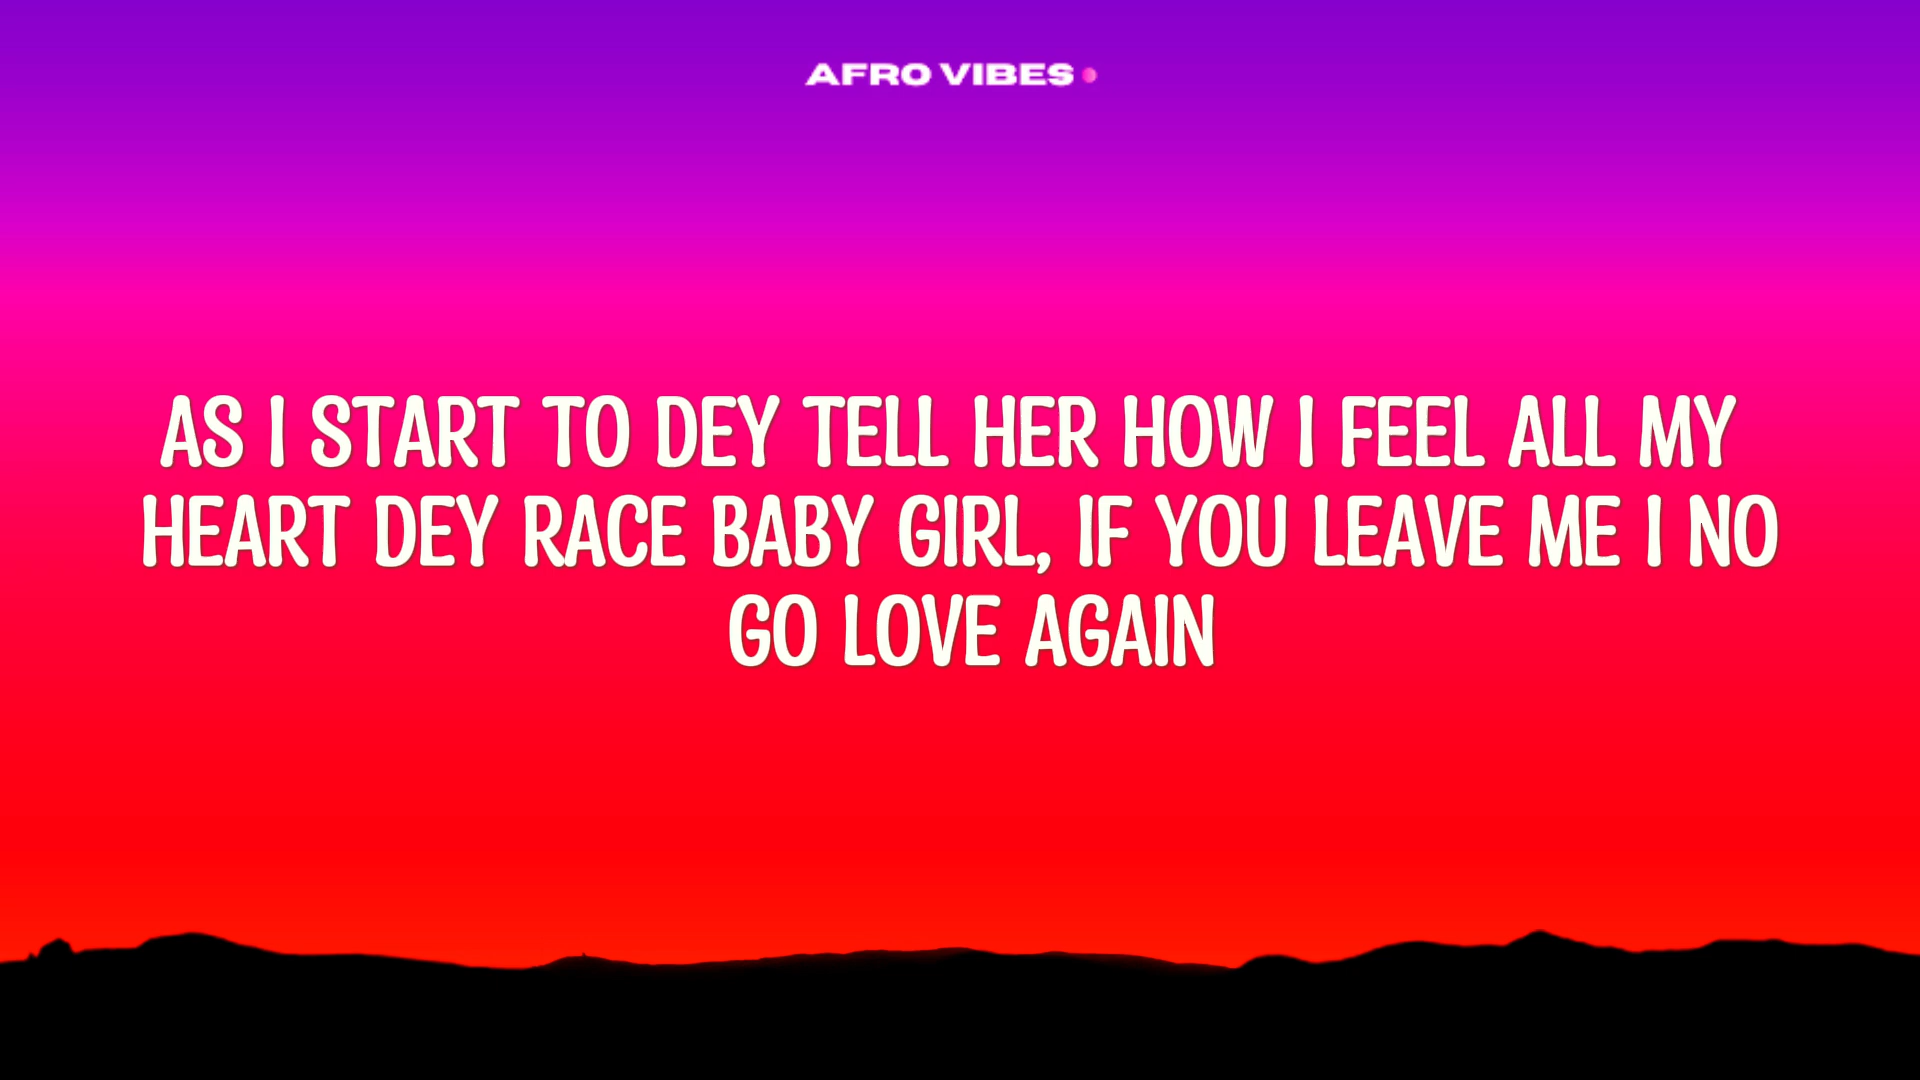 AFRO VIBES
AS I START TO DEY TELL HER HOW I FEEL ALL MY
HEART DEY RACE BABY GIRL, IF YOU LEAVE ME I NO
GO LOVE AGAIN